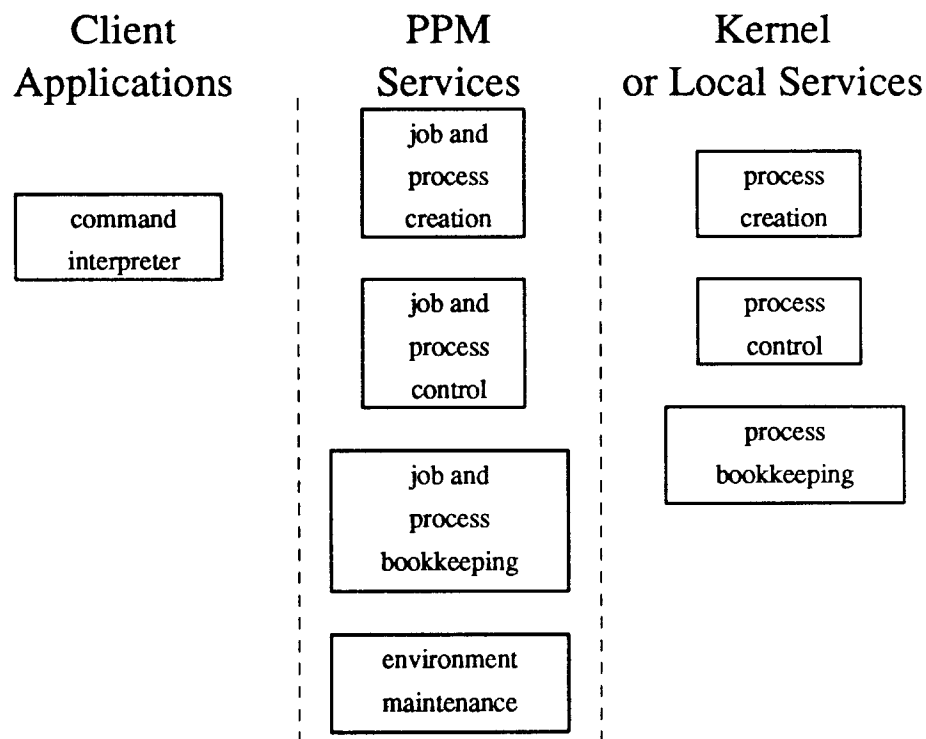 Client
Applications
command
interpreter
PPM
Services
job and
process
creation
job and
process
control
job and
process
bookkeeping
environment
maintenance
Kernel
or Local Services
process
creation
process
control
process
bookkeeping